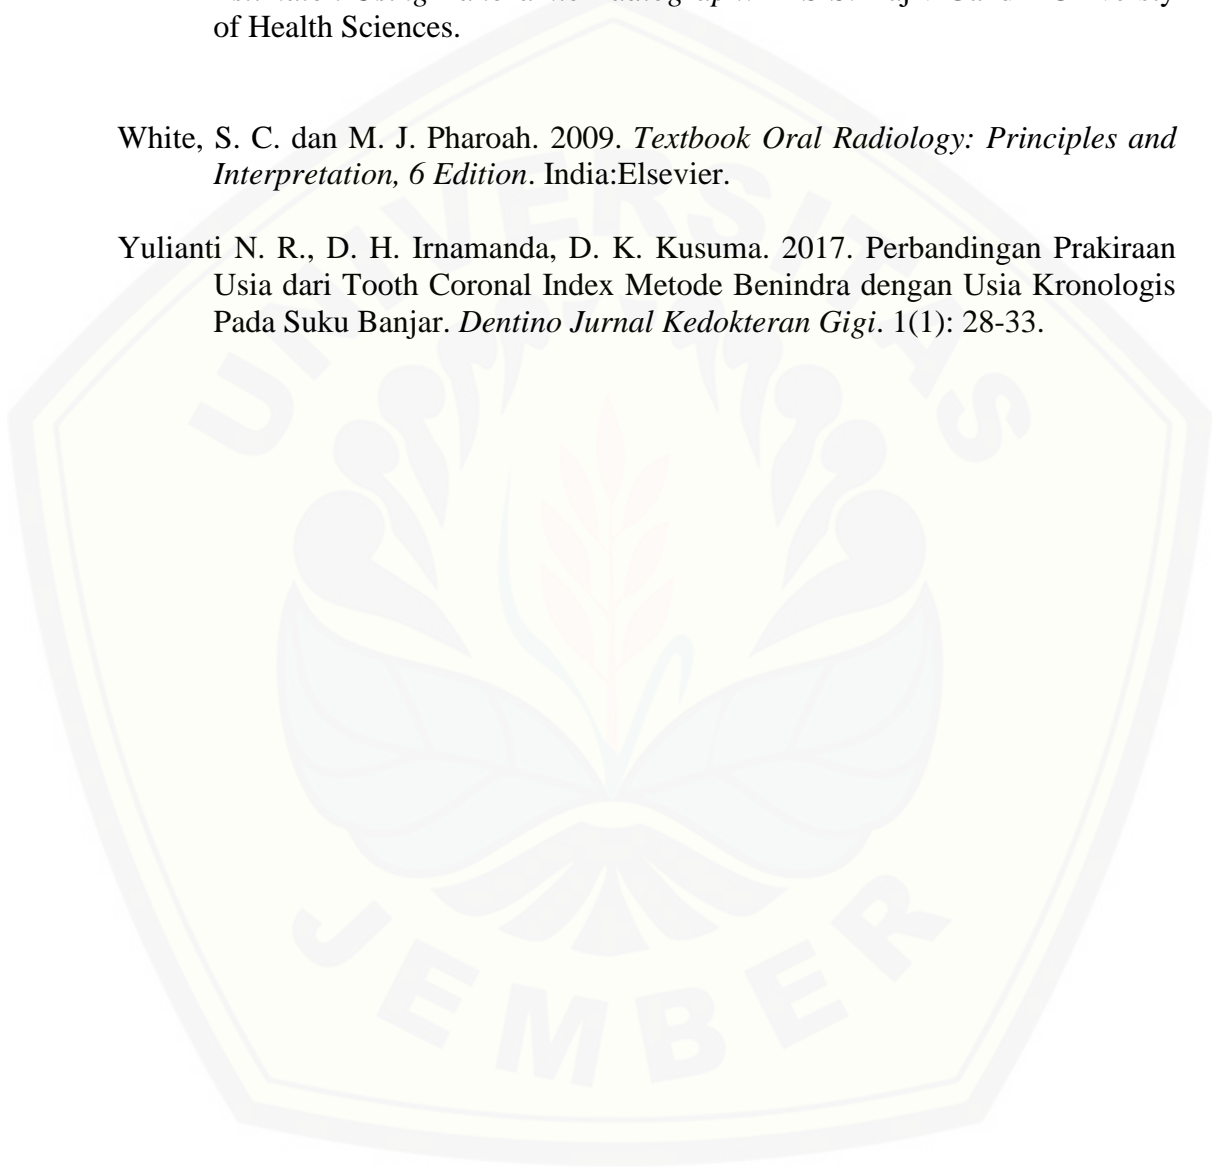 of Health Sciences.
White, S. C. dan M. J. Pharoah. 2009. Textbook Oral Radiology: Principles and
Interpretation, 6 Edition. India:Elsevier.
Yulianti N. R., D. H. Irnamanda, D. K. Kusuma. 2017. Perbandingan Prakiraan
Usia dari Tooth Coronal Index Metode Benindra dengan Usia Kronologis
Pada Suku Banjar. Dentino Jurnal Kedokteran Gigi. 1(1): 28-33.
UNIVERSITAS
JEMBER